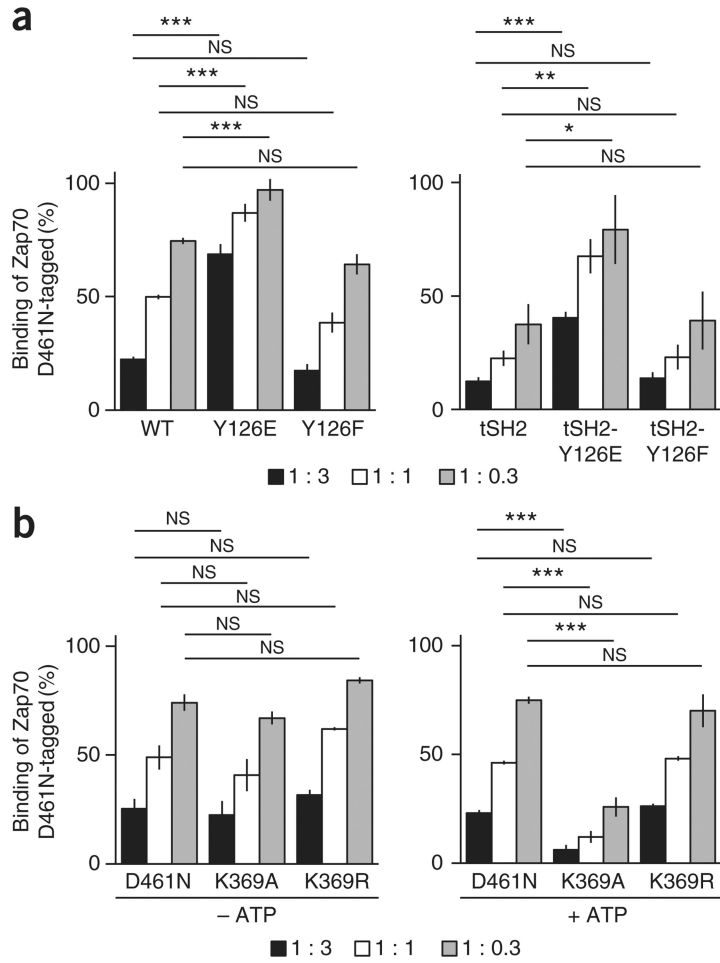 a
***
NS
***
NS
***
NS
Binding of Zap70
D461N-tagged (%)
100
50
0
WT Y126E Y126F
***
NS
**
NS
*
NS
100
50
0
tSH2 tSH2- tSH2-
Y126E Y126F
1 : 3 1 : 1 1 : 0.3
b
NS
NS
NS
NS
NS
NS
Binding of Zap70
D461N-tagged (%)
100
50
0
D461N K369A K369R
– ATP
***
NS
***
NS
***
NS
100
50
0
D461N K369A K369R
+ ATP
1 : 3 1 : 1 1 : 0.3